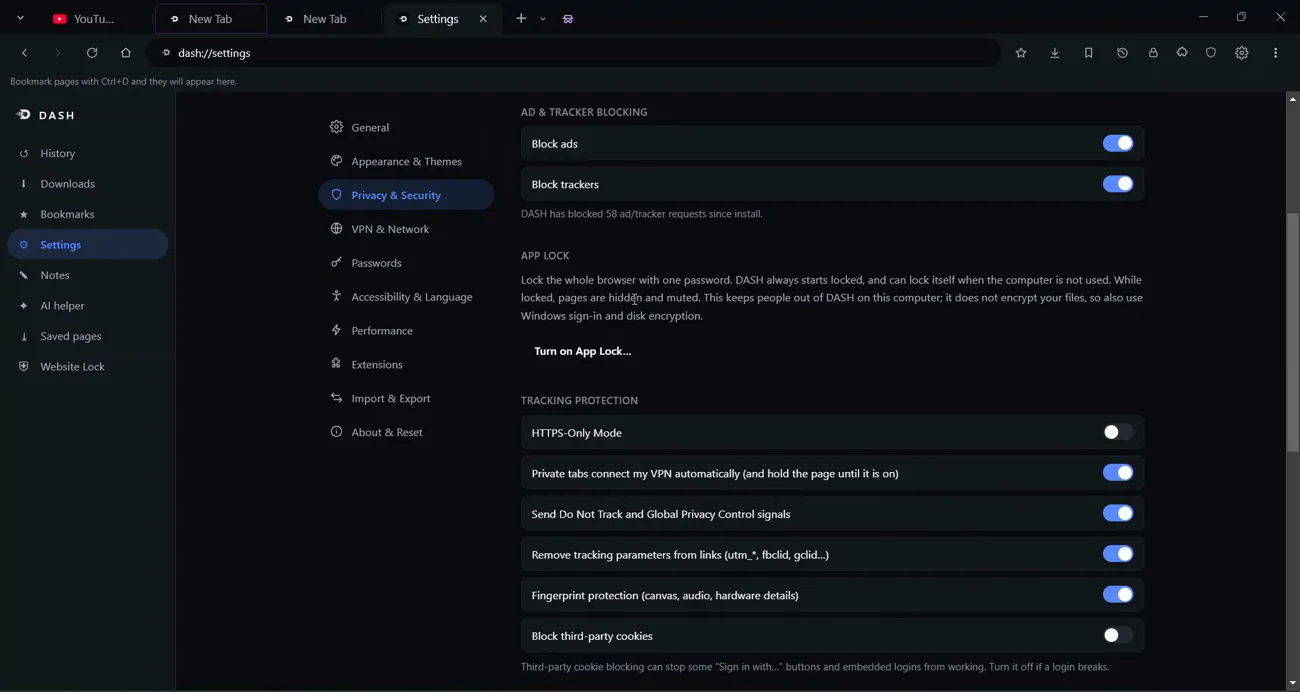 YouTu...
New Tab
New Tab
Settings
dash://settings
Bookmark pages with Ctrl+D and they will appear here.
DASH
History
Downloads
Bookmarks
Settings
Notes
AI helper
Saved pages
Website Lock
General
Appearance & Themes
Privacy & Security
VPN & Network
Passwords
Accessibility & Language
Performance
Extensions
Import & Export
About & Reset
AD & TRACKER BLOCKING
Block ads
Block trackers
DASH has blocked 58 ad/tracker requests since install.
APP LOCK
Lock the whole browser with one password. DASH always starts locked, and can lock itself when the computer is not used. While
locked, pages are hidden and muted. This keeps people out of DASH on this computer; it does not encrypt your files, so also use
Windows sign-in and disk encryption.
Turn on App Lock...
TRACKING PROTECTION
HTTPS-Only Mode
Private tabs connect my VPN automatically (and hold the page until it is on)
Send Do Not Track and Global Privacy Control signals
Remove tracking parameters from links (utm_*, fbclid, gclid...)
Fingerprint protection (canvas, audio, hardware details)
Block third-party cookies
Third-party cookie blocking can stop some "Sign in with..." buttons and embedded logins from working. Turn it off if a login breaks.